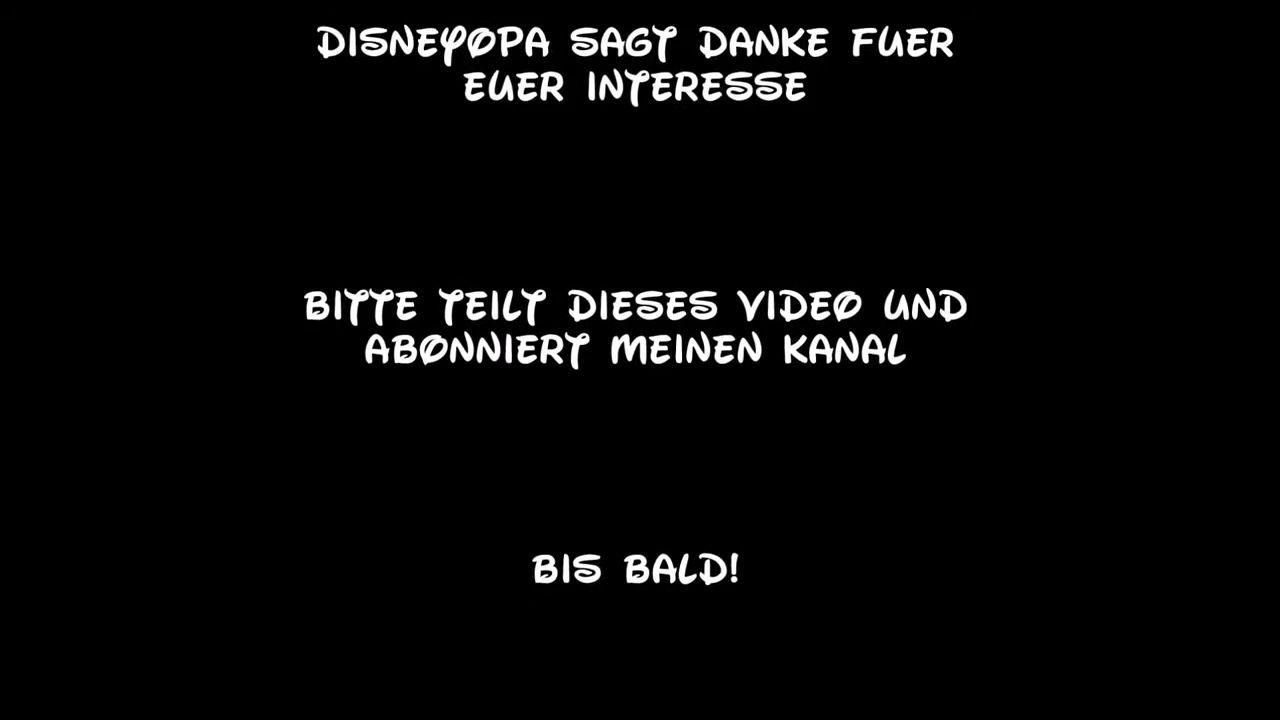 DISNEYOPA SAGT DANKE FUER
EUER INTERESSE
BITTE TEILT DIESES VIDEO UND
ABONNIERT MEINEN KANAL
BIS BALD!